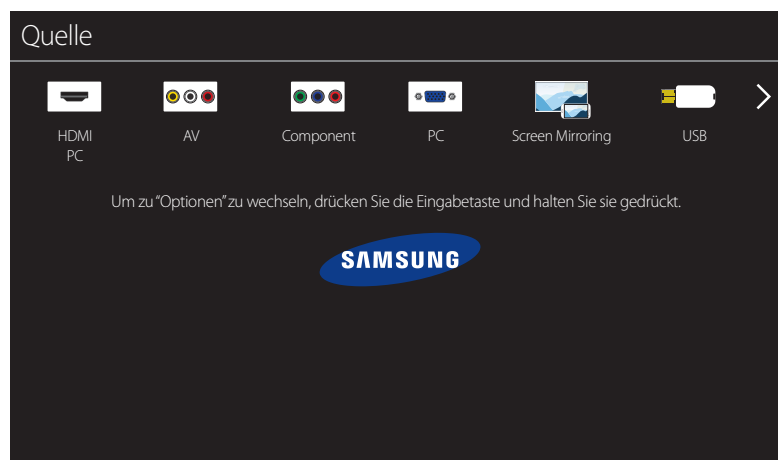 Quelle
HDMI
PC
AV
Component
PC
Screen Mirroring
USB
Um zu “Optionen” zu wechseln, drücken Sie die Eingabetaste und halten Sie sie gedrückt.
SAMSUNG